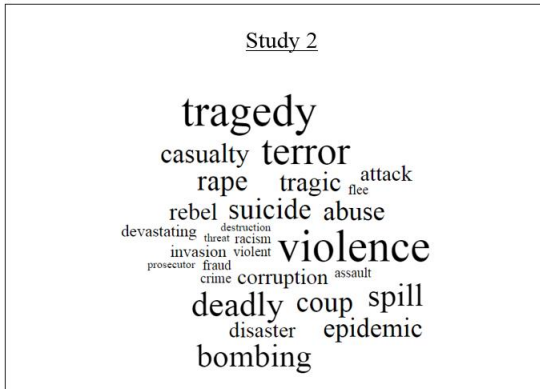 Study 2
tragedy
casualty terror
rape tragic attack
flee
rebel suicide abuse
devastating destruction
threat racism violence
invasion violent
prosecutor fraud
crime corruption assault
deadly coup spill
disaster epidemic
bombing